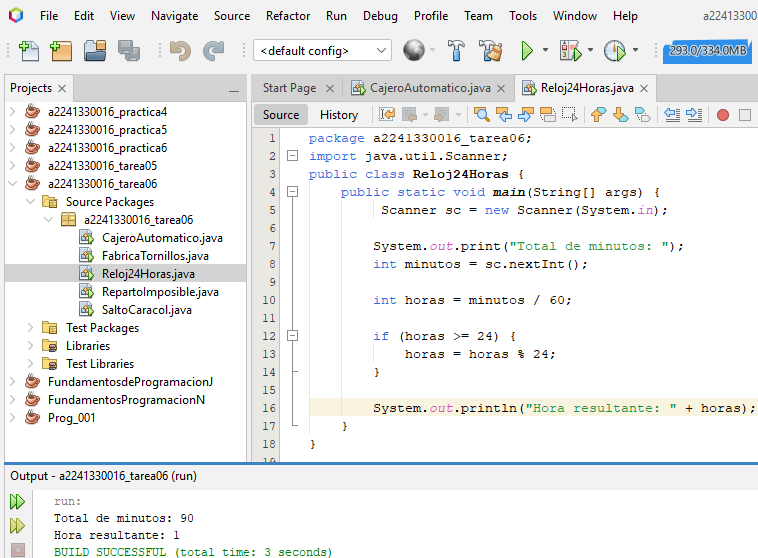 File Edit View Navigate Source Refactor Run Debug Profile Team Tools Window Help a22413300
<default config> 293.0/334.0MB
Projects
a2241330016_practica4
a2241330016_practica5
a2241330016_practica6
a2241330016_tarea05
a2241330016_tarea06
Source Packages
a2241330016_tarea06
CajeroAutomatico.java
FabricaTornillos.java
Reloj24Horas.java
RepartoImposible.java
SaltoCaracol.java
Test Packages
Libraries
Test Libraries
FundamentosdeProgramacionJ
FundamentosProgramacionN
Prog_001
Start Page CajeroAutomatico.java Reloj24Horas.java
Source History
1 package a2241330016_tarea06;
2 import java.util.Scanner;
3 public class Reloj24Horas {
4 public static void main(String[] args) {
5 Scanner sc = new Scanner(System.in);
6
7 System.out.print("Total de minutos: ");
8 int minutos = sc.nextInt();
9
10 int horas = minutos / 60;
11
12 if (horas >= 24) {
13 horas = horas % 24;
14 }
15
16 System.out.println("Hora resultante: " + horas);
17 }
18 }
19
Output - a2241330016_tarea06 (run)
run:
Total de minutos: 90
Hora resultante: 1
BUILD SUCCESSFUL (total time: 3 seconds)